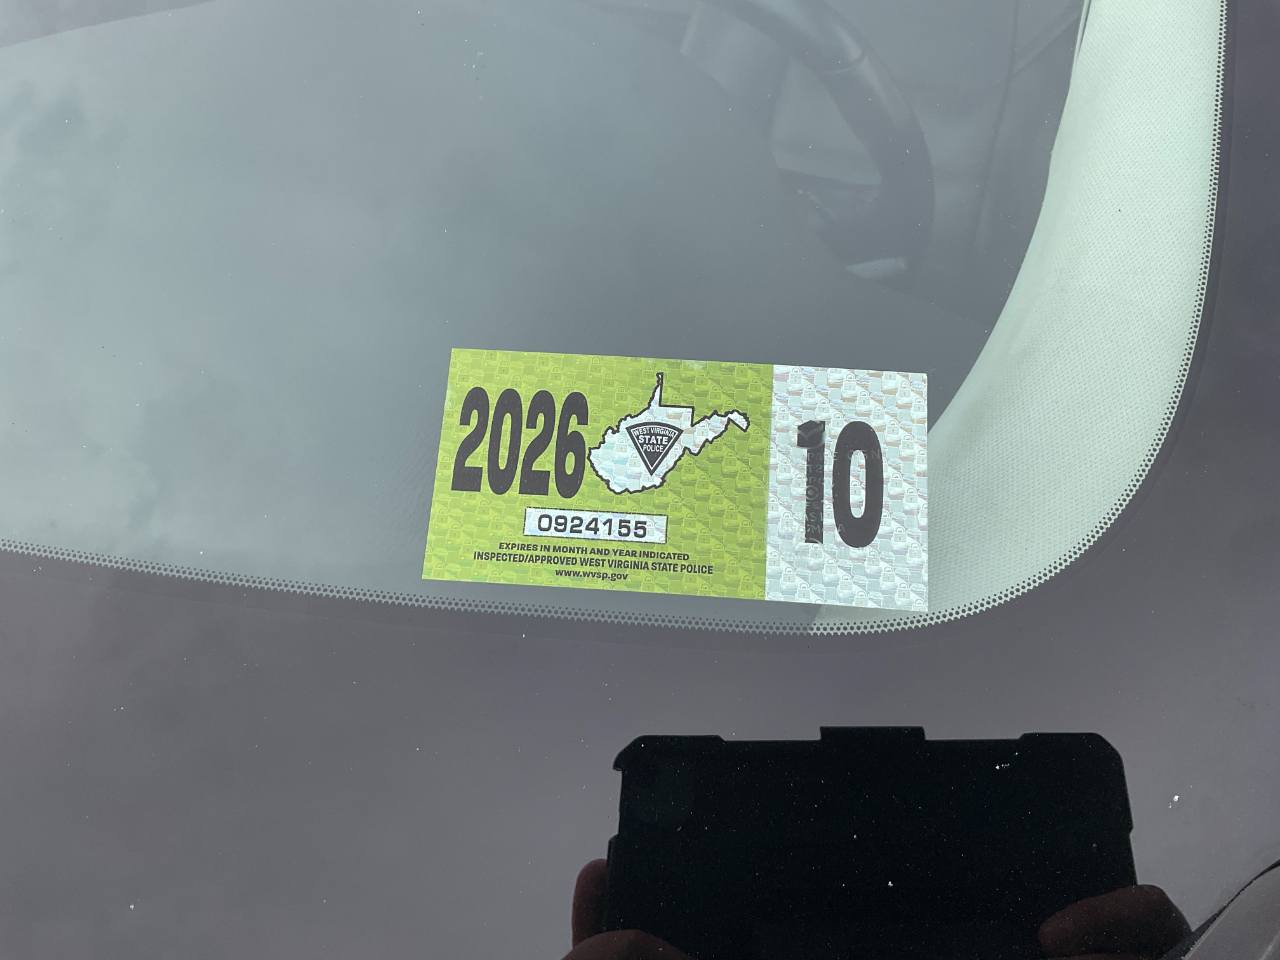 2026
WEST VIRGINIA
STATE
POLICE
10
0924155
EXPIRES IN MONTH AND YEAR INDICATED
INSPECTED/APPROVED WEST VIRGINIA STATE POLICE
www.wvsp.gov